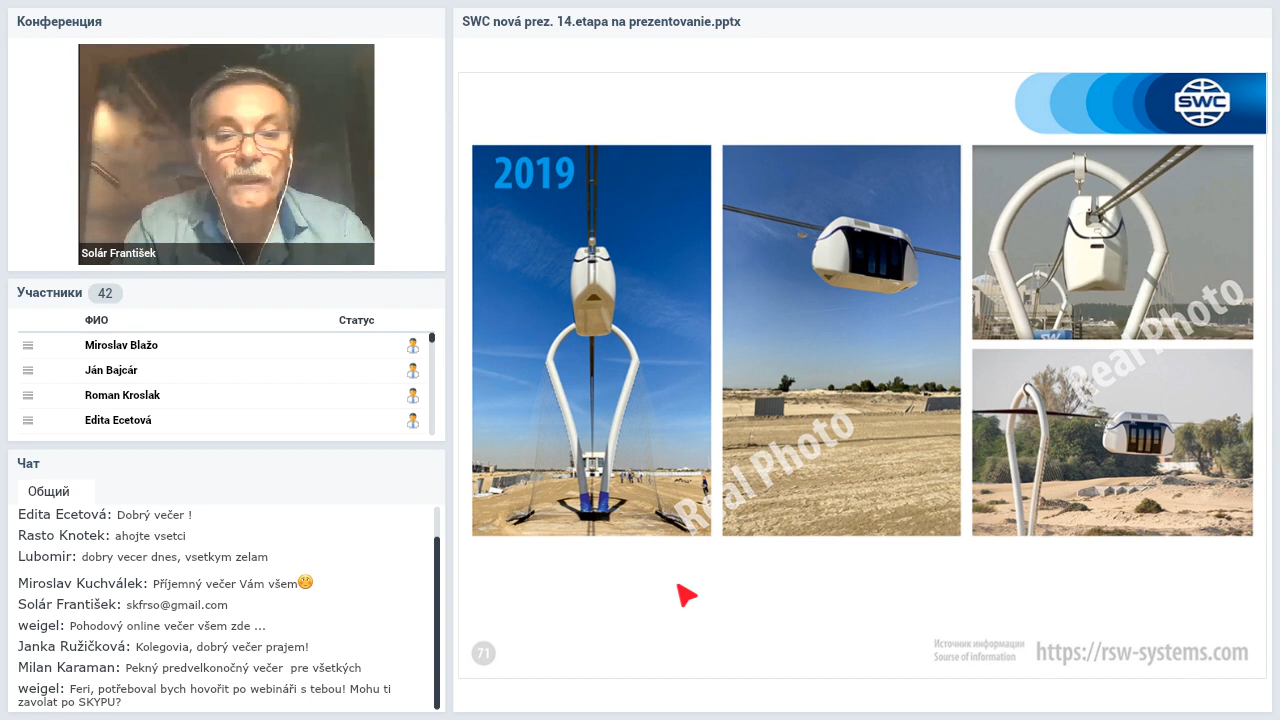 Конференция
Solár František
Участники 42
ФИО Статус
Miroslav Blažo
Ján Bajcár
Roman Kroslak
Edita Ecetová
Чат
Общий
Edita Ecetová: Dobrý večer !
Rasto Knotek: ahojte vsetci
Lubomir: dobry vecer dnes, vsetkym zelam
Miroslav Kuchválek: Příjemný večer Vám všem
Solár František: skfrso@gmail.com
weigel: Pohodový online večer všem zde ...
Janka Ružičková: Kolegovia, dobrý večer prajem!
Milan Karaman: Pekný predvelkonočný večer pre všetkých
weigel: Feri, potřeboval bych hovořit po webináři s tebou! Mohu ti
zavolat po SKYPU?
SWC nová prez. 14.etapa na prezentovanie.pptx
SWC
2019
Real Photo
Real Photo
71
Источник информации
Sourse of information
https://rsw-systems.com